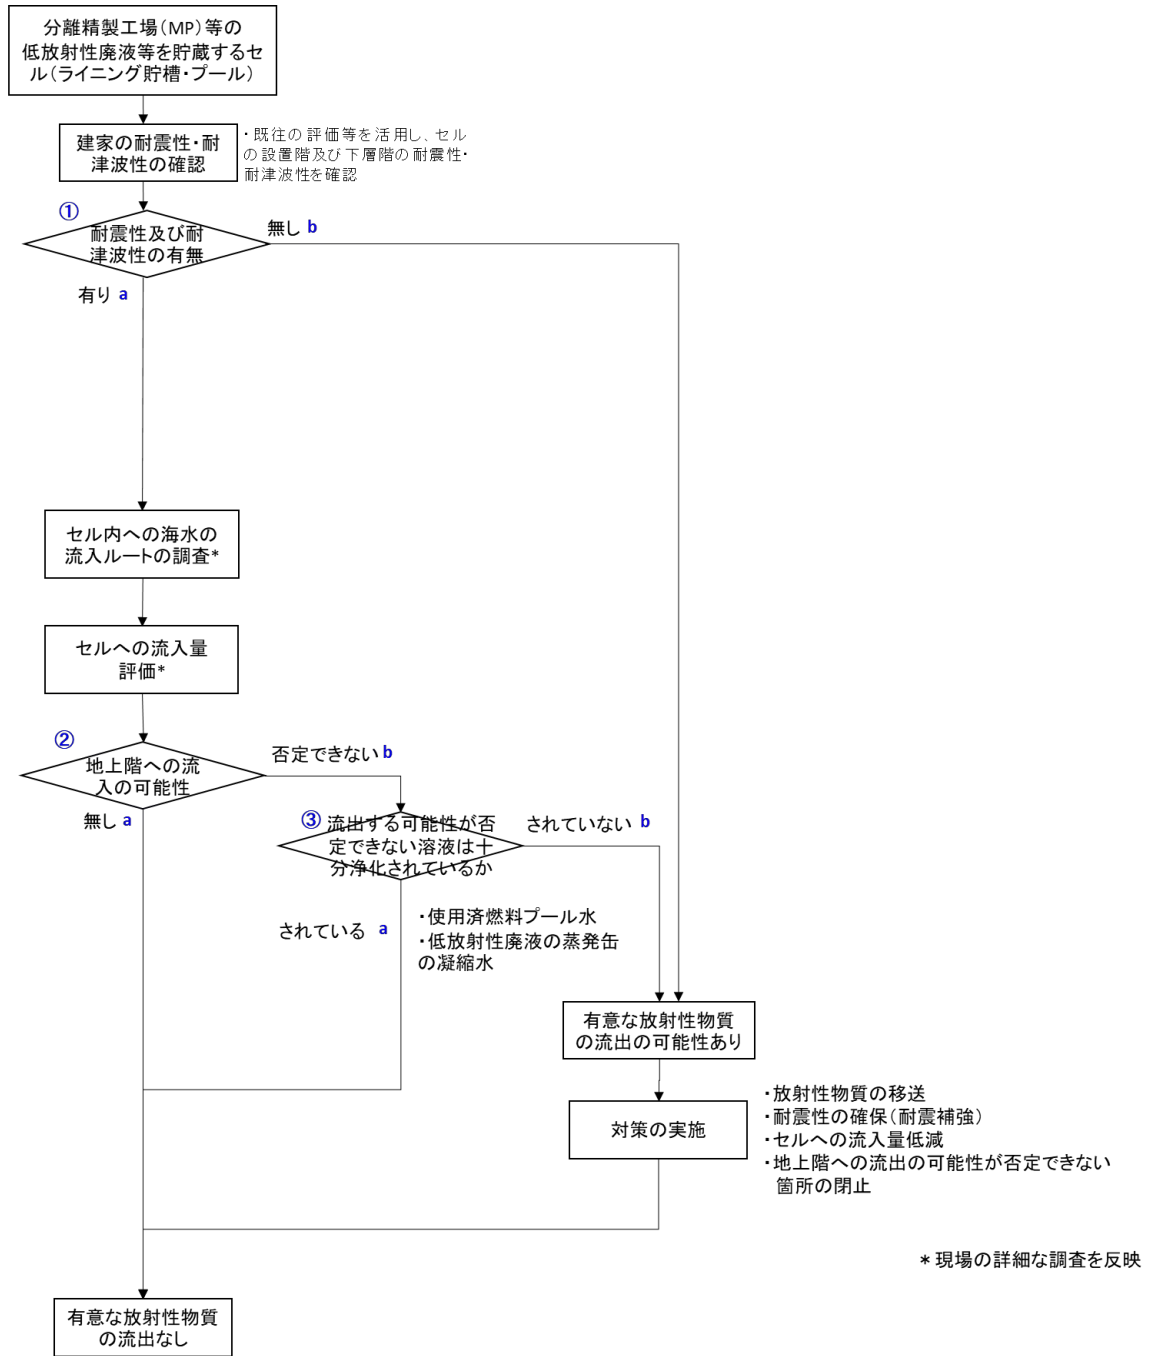 分離精製工場(MP)等の
低放射性廃液等を貯蔵するセ
ル(ライニング貯槽・プール)
建家の耐震性・耐
津波性の確認
・既往の評価等を活用し、セル
の設置階及び下層階の耐震性・
耐津波性を確認
①
耐震性及び耐
津波性の有無
無し b
有り a
セル内への海水の
流入ルートの調査*
セルへの流入量
評価*
②
地上階への流
入の可能性
否定できない b
無し a
③
流出する可能性が否
定できない溶液は十
分浄化されているか
されていない b
されている a
・使用済燃料プール水
・低放射性廃液の蒸発缶
の凝縮水
有意な放射性物質
の流出の可能性あり
対策の実施
・放射性物質の移送
・耐震性の確保(耐震補強)
・セルへの流入量低減
・地上階への流出の可能性が否定できない
箇所の閉止
*現場の詳細な調査を反映
有意な放射性物質
の流出なし